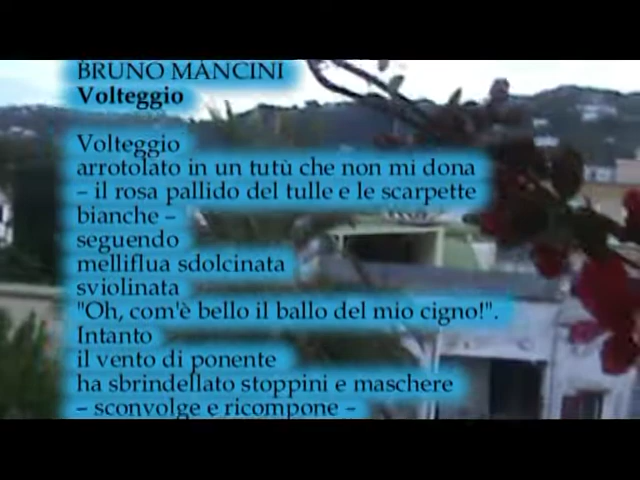 BRUNO MANCINI
Volteggio
Volteggio
arrotolato in un tutù che non mi dona
– il rosa pallido del tulle e le scarpette
bianche –
seguendo
melliflua sdolcinata
sviolinata
"Oh, com'è bello il ballo del mio cigno!".
Intanto
il vento di ponente
ha sbrindellato stoppini e maschere
– sconvolge e ricompone –